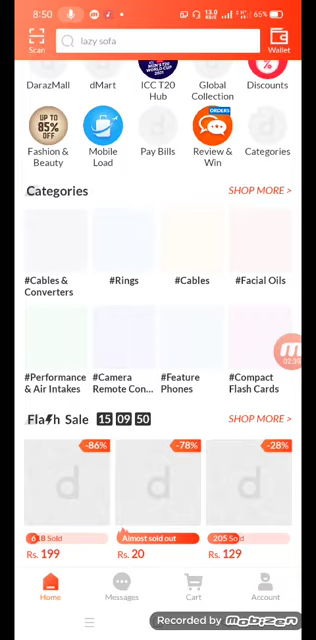 8:50
65%
Scan
lazy sofa
Wallet
DarazMall
dMart
ICC T20 Hub
Global Collection
Discounts
UP TO 85% OFF
ORDERS
Fashion & Beauty
Mobile Load
Pay Bills
Review & Win
Categories
Categories
SHOP MORE >
#Cables & Converters
#Rings
#Cables
#Facial Oils
#Performance & Air Intakes
#Camera Remote Con...
#Feature Phones
#Compact Flash Cards
Flash Sale 15 09 50
SHOP MORE >
-86%
-78%
-28%
Almost sold out
205 Sold
Rs. 199
Rs. 20
Rs. 129
Home
Messages
Cart
Account
Recorded by Mobizen